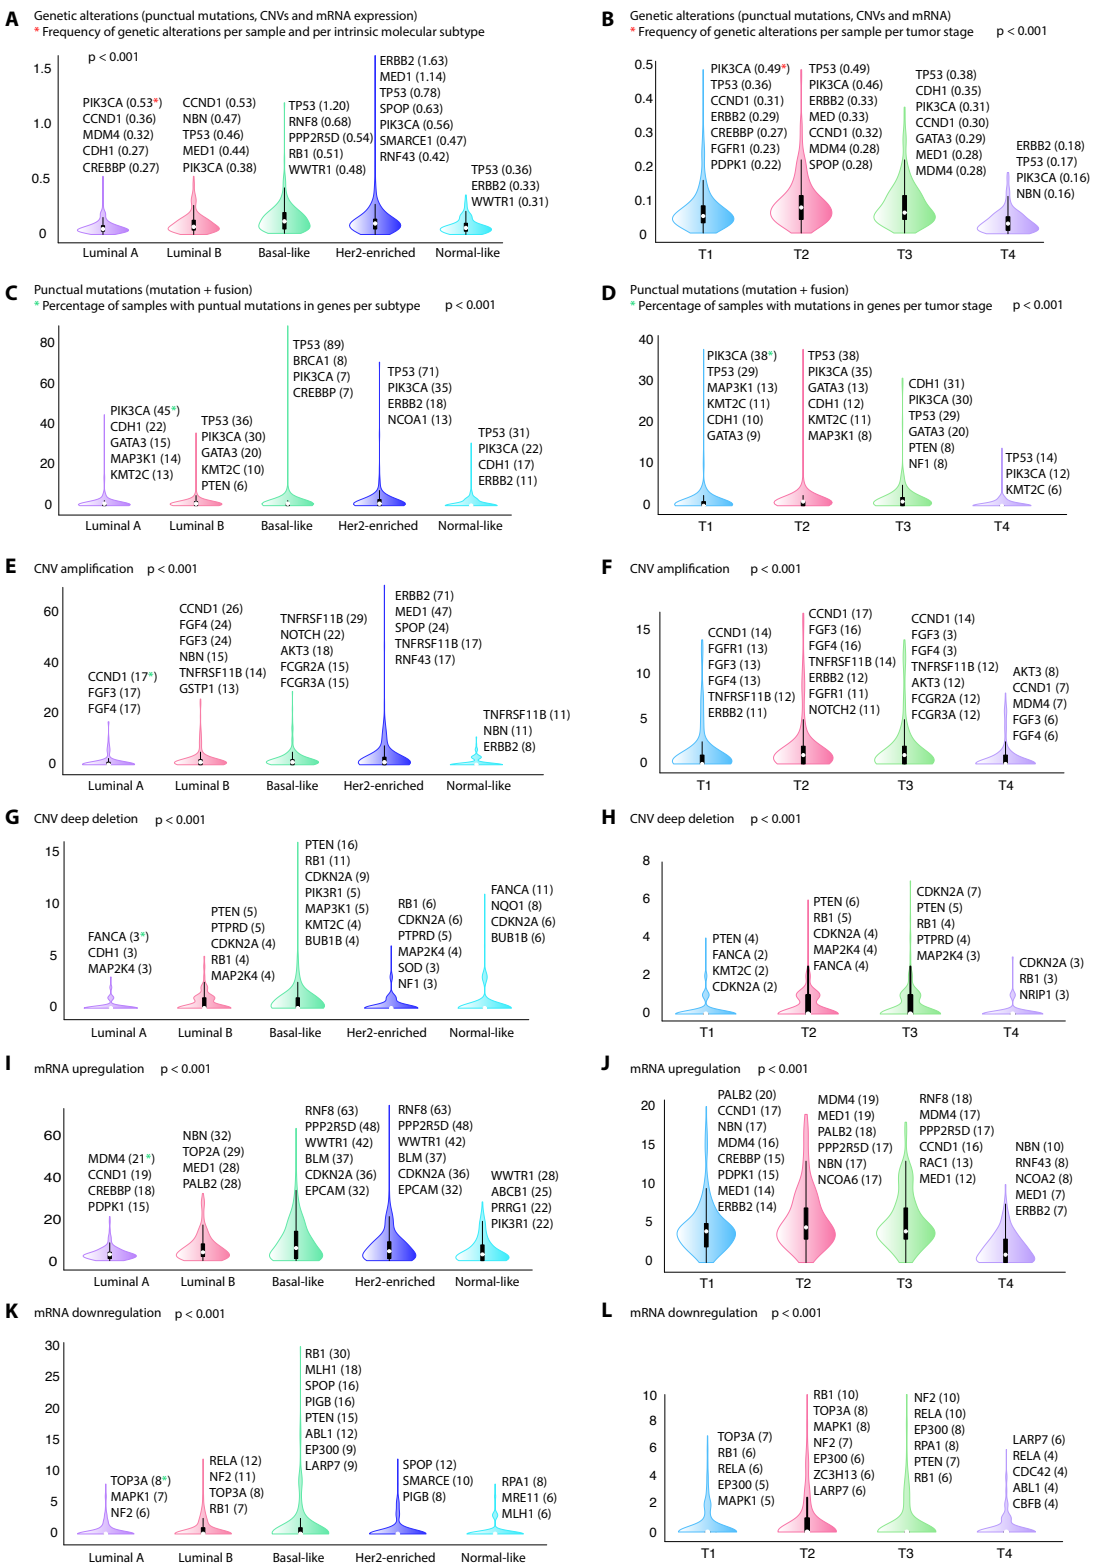 A
Genetic alterations (punctual mutations, CNVs and mRNA expression)
* Frequency of genetic alterations per sample and per intrinsic molecular subtype
p < 0.001
1.5
1.0
0.5
0
PIK3CA (0.53*)
CCND1 (0.36)
MDM4 (0.32)
CDH1 (0.27)
CREBBP (0.27)
CCND1 (0.53)
NBN (0.47)
TP53 (0.46)
MED1 (0.44)
PIK3CA (0.38)
TP53 (1.20)
RNF8 (0.68)
PPP2R5D (0.54)
RB1 (0.51)
WWTR1 (0.48)
ERBB2 (1.63)
MED1 (1.14)
TP53 (0.78)
SPOP (0.63)
PIK3CA (0.56)
SMARCE1 (0.47)
RNF43 (0.42)
TP53 (0.36)
ERBB2 (0.33)
WWTR1 (0.31)
Luminal A
Luminal B
Basal-like
Her2-enriched
Normal-like
B
Genetic alterations (punctual mutations, CNVs and mRNA)
* Frequency of genetic alterations per sample per tumor stage
p < 0.001
0.5
0.4
0.3
0.2
0.1
0
PIK3CA (0.49*)
TP53 (0.36)
CCND1 (0.31)
ERBB2 (0.29)
CREBBP (0.27)
FGFR1 (0.23)
PDPK1 (0.22)
TP53 (0.49)
PIK3CA (0.46)
ERBB2 (0.33)
MED (0.33)
CCND1 (0.32)
MDM4 (0.28)
SPOP (0.28)
TP53 (0.38)
CDH1 (0.35)
PIK3CA (0.31)
CCND1 (0.30)
GATA3 (0.29)
MED1 (0.28)
MDM4 (0.28)
ERBB2 (0.18)
TP53 (0.17)
PIK3CA (0.16)
NBN (0.16)
T1
T2
T3
T4
C
Punctual mutations (mutation + fusion)
* Percentage of samples with puntual mutations in genes per subtype
p < 0.001
80
60
40
20
0
PIK3CA (45*)
CDH1 (22)
GATA3 (15)
MAP3K1 (14)
KMT2C (13)
TP53 (36)
PIK3CA (30)
GATA3 (20)
KMT2C (10)
PTEN (6)
TP53 (89)
BRCA1 (8)
PIK3CA (7)
CREBBP (7)
TP53 (71)
PIK3CA (35)
ERBB2 (18)
NCOA1 (13)
TP53 (31)
PIK3CA (22)
CDH1 (17)
ERBB2 (11)
Luminal A
Luminal B
Basal-like
Her2-enriched
Normal-like
D
Punctual mutations (mutation + fusion)
* Percentage of samples with mutations in genes per tumor stage
p < 0.001
40
30
20
10
0
PIK3CA (38*)
TP53 (29)
MAP3K1 (13)
KMT2C (11)
CDH1 (10)
GATA3 (9)
TP53 (38)
PIK3CA (35)
GATA3 (13)
CDH1 (12)
KMT2C (11)
MAP3K1 (8)
CDH1 (31)
PIK3CA (30)
TP53 (29)
GATA3 (20)
PTEN (8)
NF1 (8)
TP53 (14)
PIK3CA (12)
KMT2C (6)
T1
T2
T3
T4
E
CNV amplification
p < 0.001
60
40
20
0
CCND1 (17*)
FGF3 (17)
FGF4 (17)
CCND1 (26)
FGF4 (24)
FGF3 (24)
NBN (15)
TNFRSF11B (14)
GSTP1 (13)
TNFRSF11B (29)
NOTCH (22)
AKT3 (18)
FCGR2A (15)
FCGR3A (15)
ERBB2 (71)
MED1 (47)
SPOP (24)
TNFRSF11B (17)
RNF43 (17)
TNFRSF11B (11)
NBN (11)
ERBB2 (8)
Luminal A
Luminal B
Basal-like
Her2-enriched
Normal-like
F
CNV amplification
p < 0.001
15
10
5
0
CCND1 (14)
FGFR1 (13)
FGF3 (13)
FGF4 (13)
TNFRSF11B (12)
ERBB2 (11)
CCND1 (17)
FGF3 (16)
FGF4 (16)
TNFRSF11B (14)
ERBB2 (12)
FGFR1 (11)
NOTCH2 (11)
CCND1 (14)
FGF3 (3)
FGF4 (3)
TNFRSF11B (12)
AKT3 (12)
FCGR2A (12)
FCGR3A (12)
AKT3 (8)
CCND1 (7)
MDM4 (7)
FGF3 (6)
FGF4 (6)
T1
T2
T3
T4
G
CNV deep deletion
p < 0.001
15
10
5
0
FANCA (3*)
CDH1 (3)
MAP2K4 (3)
PTEN (5)
PTPRD (5)
CDKN2A (4)
RB1 (4)
MAP2K4 (4)
PTEN (16)
RB1 (11)
CDKN2A (9)
PIK3R1 (5)
MAP3K1 (5)
KMT2C (4)
BUB1B (4)
RB1 (6)
CDKN2A (6)
PTPRD (5)
MAP2K4 (4)
SOD (3)
NF1 (3)
FANCA (11)
NQO1 (8)
CDKN2A (6)
BUB1B (6)
Luminal A
Luminal B
Basal-like
Her2-enriched
Normal-like
H
CNV deep deletion
p < 0.001
8
6
4
2
0
PTEN (4)
FANCA (2)
KMT2C (2)
CDKN2A (2)
PTEN (6)
RB1 (5)
CDKN2A (4)
MAP2K4 (4)
FANCA (4)
CDKN2A (7)
PTEN (5)
RB1 (4)
PTPRD (4)
MAP2K4 (3)
CDKN2A (3)
RB1 (3)
NRIP1 (3)
T1
T2
T3
T4
I
mRNA upregulation
p < 0.001
60
40
20
0
MDM4 (21*)
CCND1 (19)
CREBBP (18)
PDPK1 (15)
NBN (32)
TOP2A (29)
MED1 (28)
PALB2 (28)
RNF8 (63)
PPP2R5D (48)
WWTR1 (42)
BLM (37)
CDKN2A (36)
EPCAM (32)
RNF8 (63)
PPP2R5D (48)
WWTR1 (42)
BLM (37)
CDKN2A (36)
EPCAM (32)
WWTR1 (28)
ABCB1 (25)
PRRG1 (22)
PIK3R1 (22)
Luminal A
Luminal B
Basal-like
Her2-enriched
Normal-like
J
mRNA upregulation
p < 0.001
20
15
10
5
0
PALB2 (20)
CCND1 (17)
NBN (17)
MDM4 (16)
CREBBP (15)
PDPK1 (15)
MED1 (14)
ERBB2 (14)
MDM4 (19)
MED1 (19)
PALB2 (18)
PPP2R5D (17)
NBN (17)
NCOA6 (17)
RNF8 (18)
MDM4 (17)
PPP2R5D (17)
CCND1 (16)
RAC1 (13)
MED1 (12)
NBN (10)
RNF43 (8)
NCOA2 (8)
MED1 (7)
ERBB2 (7)
T1
T2
T3
T4
K
mRNA downregulation
p < 0.001
30
25
20
15
10
5
0
TOP3A (8*)
MAPK1 (7)
NF2 (6)
RELA (12)
NF2 (11)
TOP3A (8)
RB1 (7)
RB1 (30)
MLH1 (18)
SPOP (16)
PIGB (16)
PTEN (15)
ABL1 (12)
EP300 (9)
LARP7 (9)
SPOP (12)
SMARCE (10)
PIGB (8)
RPA1 (8)
MRE11 (6)
MLH1 (6)
Luminal A
Luminal B
Basal-like
Her2-enriched
Normal-like
L
mRNA downregulation
p < 0.001
10
8
6
4
2
0
TOP3A (7)
RB1 (6)
RELA (6)
EP300 (5)
MAPK1 (5)
RB1 (10)
TOP3A (8)
MAPK1 (8)
NF2 (7)
EP300 (6)
ZC3H13 (6)
LARP7 (6)
NF2 (10)
RELA (10)
EP300 (8)
RPA1 (8)
PTEN (7)
RB1 (6)
LARP7 (6)
RELA (4)
CDC42 (4)
ABL1 (4)
CBFB (4)
T1
T2
T3
T4